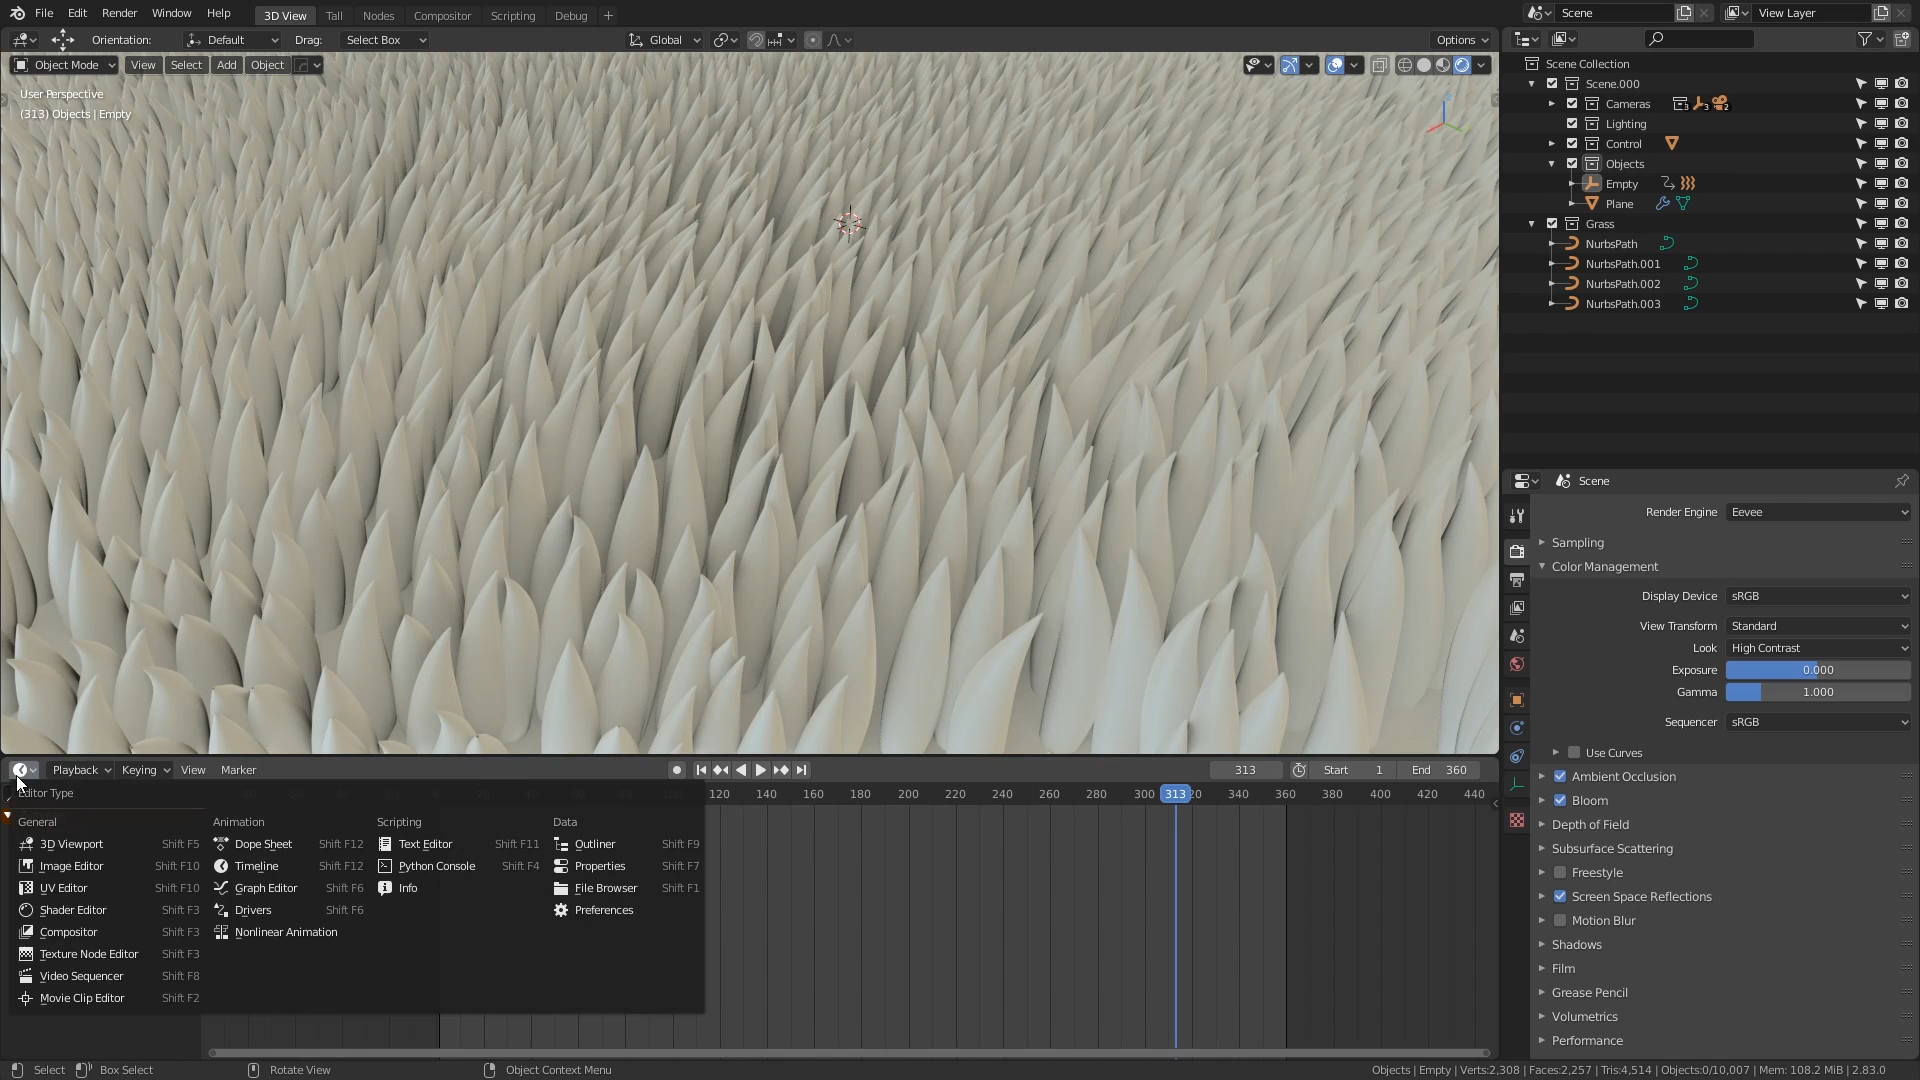 File Edit Render Window Help 3D View Tall Nodes Compositor Scripting Debug + Scene View Layer
Orientation: Default Drag: Select Box Global Options
Object Mode View Select Add Object
User Perspective
(313) Objects | Empty
Scene Collection
Scene.000
Cameras 3 3 2
Lighting
Control
Objects
Empty
Plane
Grass
NurbsPath
NurbsPath.001
NurbsPath.002
NurbsPath.003
Scene
Render Engine Eevee
Sampling
Color Management
Display Device sRGB
View Transform Standard
Look High Contrast
Exposure 0.000
Gamma 1.000
Sequencer sRGB
Use Curves
Ambient Occlusion
Bloom
Depth of Field
Subsurface Scattering
Freestyle
Screen Space Reflections
Motion Blur
Shadows
Film
Grease Pencil
Volumetrics
Performance
Playback Keying View Marker 313 Start 1 End 360
120 140 160 180 200 220 240 260 280 300 313 20 340 360 380 400 420 440
Editor Type
General Animation Scripting Data
3D Viewport Shift F5 Dope Sheet Shift F12 Text Editor Shift F11 Outliner Shift F9
Image Editor Shift F10 Timeline Shift F12 Python Console Shift F4 Properties Shift F7
UV Editor Shift F10 Graph Editor Shift F6 Info File Browser Shift F1
Shader Editor Shift F3 Drivers Shift F6 Preferences
Compositor Shift F3 Nonlinear Animation
Texture Node Editor Shift F3
Video Sequencer Shift F8
Movie Clip Editor Shift F2
Select Box Select Rotate View Object Context Menu Objects | Empty | Verts:2,308 | Faces:2,257 | Tris:4,514 | Objects:0/10,007 | Mem: 108.2 MiB | 2.83.0